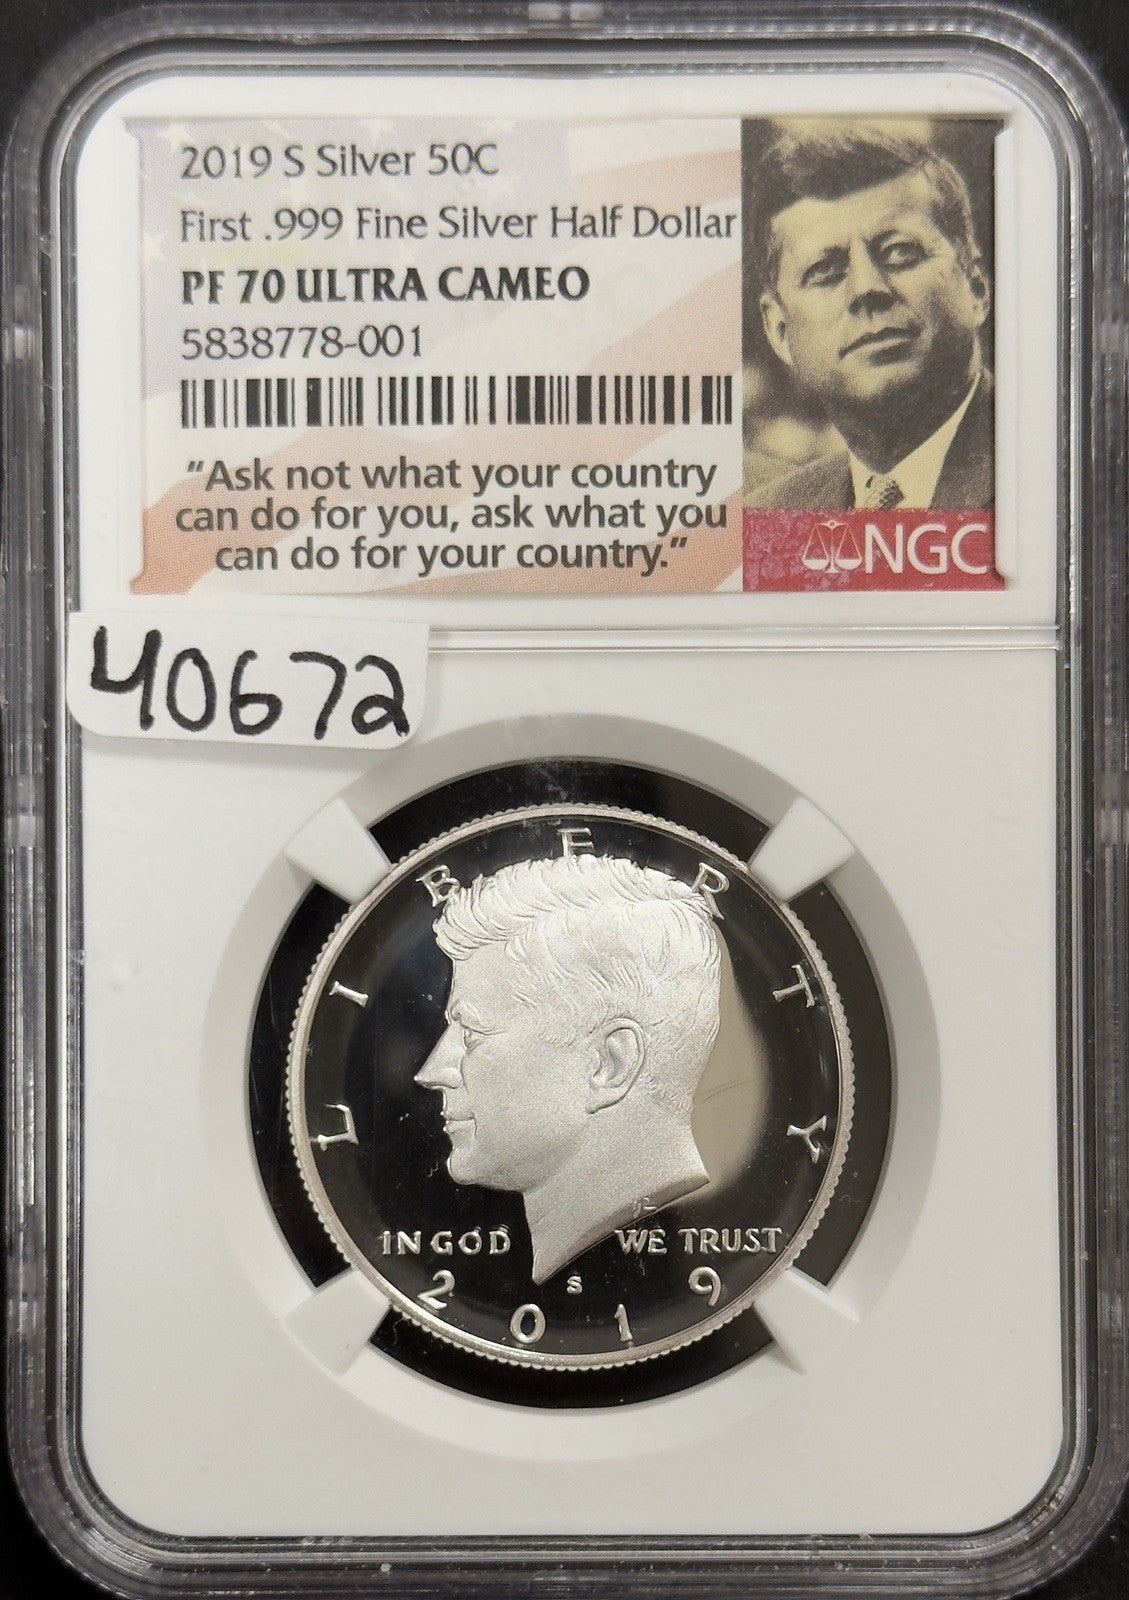 2019 S Silver 50C
First .999 Fine Silver Half Dollar
PF 70 ULTRA CAMEO
5838778-001
"Ask not what your country
can do for you, ask what you
can do for your country."
NGC
40672
LIBERTY
IN GOD WE TRUST
S
2019